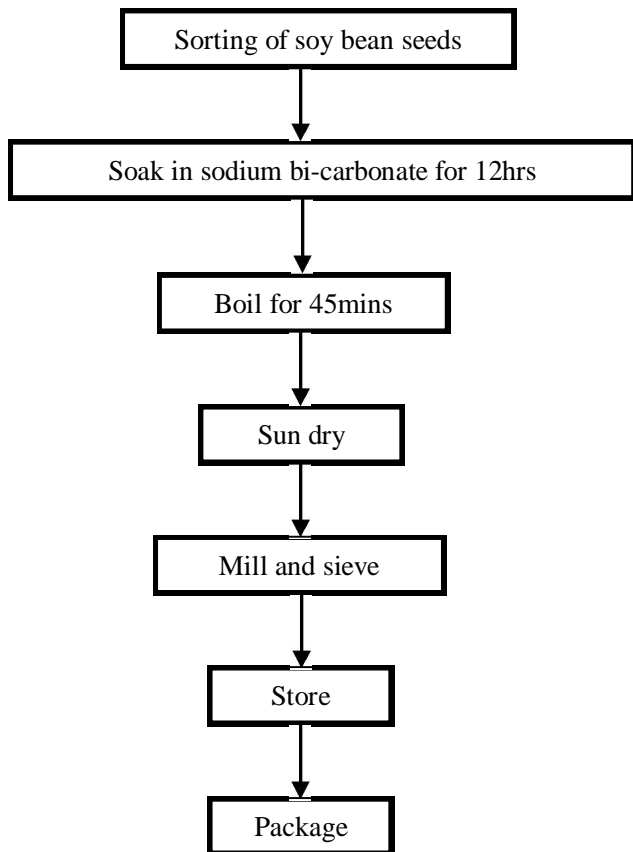 Sorting of soy bean seeds
Soak in sodium bi-carbonate for 12hrs
Boil for 45mins
Sun dry
Mill and sieve
Store
Package